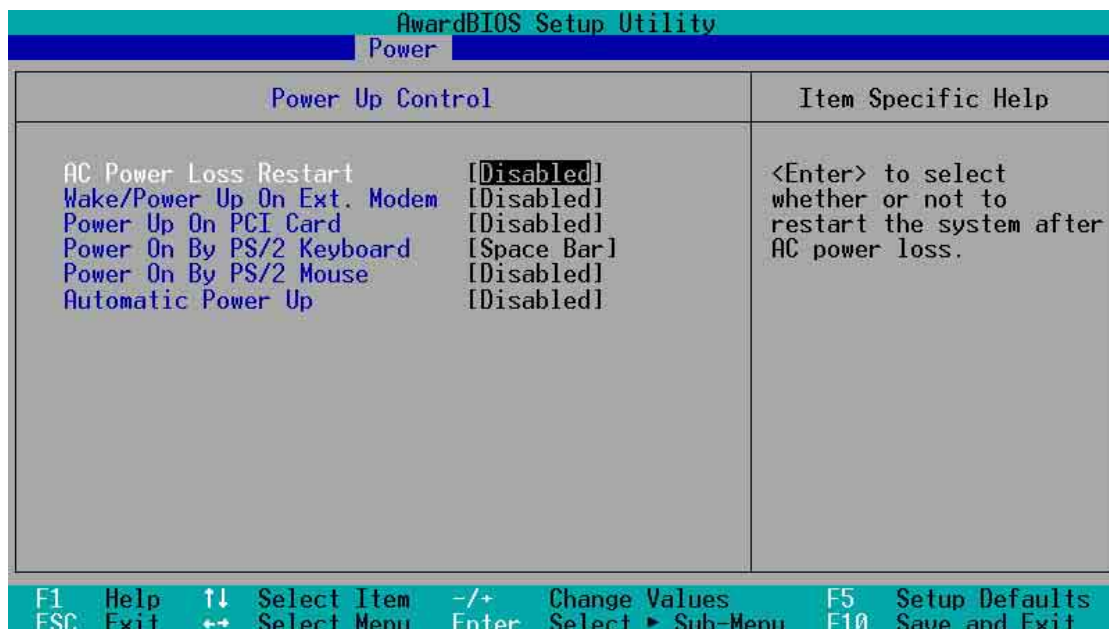 AwardBIOS Setup Utility
Power
Power Up Control
Item Specific Help
AC Power Loss Restart [Disabled]
Wake/Power Up On Ext. Modem [Disabled]
Power Up On PCI Card [Disabled]
Power On By PS/2 Keyboard [Space Bar]
Power On By PS/2 Mouse [Disabled]
Automatic Power Up [Disabled]
<Enter> to select
whether or not to
restart the system after
AC power loss.
F1 Help ↑↓ Select Item -/+ Change Values F5 Setup Defaults
ESC Exit ←→ Select Menu Enter Select ► Sub-Menu F10 Save and Exit